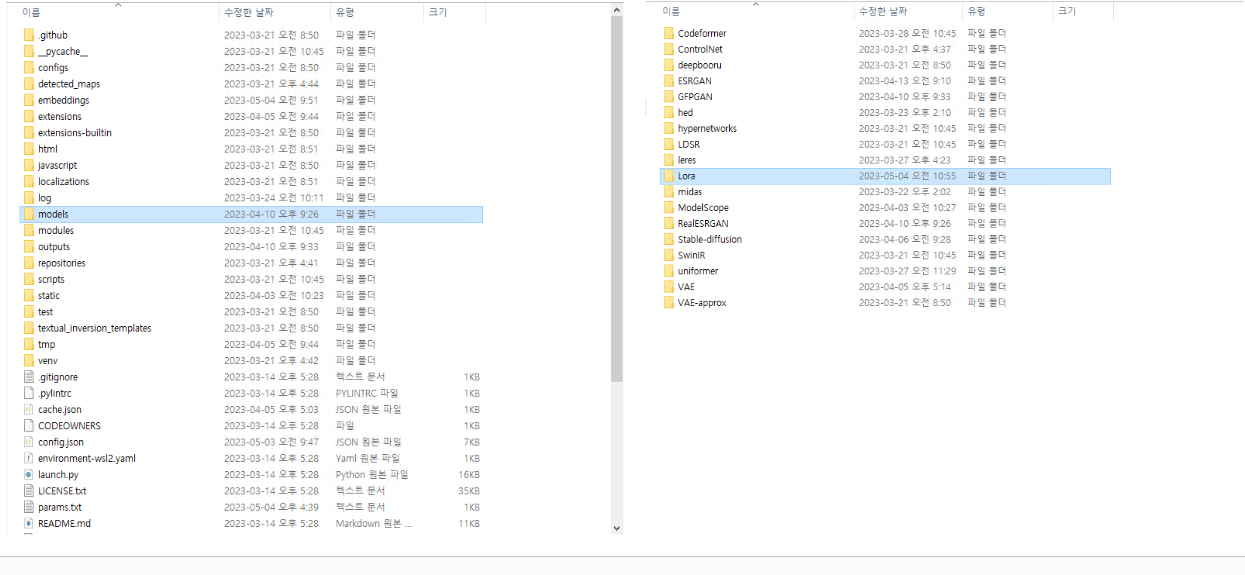 이름 수정한 날짜 유형 크기
.github 2023-03-21 오전 8:50 파일 폴더
__pycache__ 2023-03-21 오전 10:45 파일 폴더
configs 2023-03-21 오전 8:50 파일 폴더
detected_maps 2023-03-21 오후 4:44 파일 폴더
embeddings 2023-05-04 오전 9:51 파일 폴더
extensions 2023-04-05 오전 9:44 파일 폴더
extensions-builtin 2023-03-21 오전 8:50 파일 폴더
html 2023-03-21 오전 8:51 파일 폴더
javascript 2023-03-21 오전 8:50 파일 폴더
localizations 2023-03-21 오전 8:51 파일 폴더
log 2023-03-24 오전 10:11 파일 폴더
models 2023-04-10 오후 9:26 파일 폴더
modules 2023-03-21 오전 10:45 파일 폴더
outputs 2023-04-10 오후 9:33 파일 폴더
repositories 2023-03-21 오후 4:41 파일 폴더
scripts 2023-03-21 오전 10:45 파일 폴더
static 2023-04-03 오전 10:23 파일 폴더
test 2023-03-21 오전 8:50 파일 폴더
textual_inversion_templates 2023-03-21 오전 8:50 파일 폴더
tmp 2023-04-05 오전 9:44 파일 폴더
venv 2023-03-21 오후 4:42 파일 폴더
.gitignore 2023-03-14 오후 5:28 텍스트 문서 1KB
.pylintrc 2023-03-14 오후 5:28 PYLINTRC 파일 1KB
cache.json 2023-04-05 오후 5:03 JSON 원본 파일 1KB
CODEOWNERS 2023-03-14 오후 5:28 파일 1KB
config.json 2023-05-03 오전 9:47 JSON 원본 파일 7KB
environment-wsl2.yaml 2023-03-14 오후 5:28 Yaml 원본 파일 1KB
launch.py 2023-03-14 오후 5:28 Python 원본 파일 16KB
LICENSE.txt 2023-03-14 오후 5:28 텍스트 문서 35KB
params.txt 2023-05-04 오후 4:39 텍스트 문서 1KB
README.md 2023-03-14 오후 5:28 Markdown 원본 ... 11KB
이름 수정한 날짜 유형 크기
Codeformer 2023-03-28 오전 10:45 파일 폴더
ControlNet 2023-03-21 오후 4:37 파일 폴더
deepbooru 2023-03-21 오전 8:50 파일 폴더
ESRGAN 2023-04-13 오전 9:10 파일 폴더
GFPGAN 2023-04-10 오후 9:33 파일 폴더
hed 2023-03-23 오후 2:10 파일 폴더
hypernetworks 2023-03-21 오전 10:45 파일 폴더
LDSR 2023-03-21 오전 10:45 파일 폴더
leres 2023-03-27 오후 4:23 파일 폴더
Lora 2023-05-04 오전 10:55 파일 폴더
midas 2023-03-22 오후 2:02 파일 폴더
ModelScope 2023-04-03 오전 10:27 파일 폴더
RealESRGAN 2023-04-10 오후 9:26 파일 폴더
Stable-diffusion 2023-04-06 오전 9:28 파일 폴더
SwinIR 2023-03-21 오전 10:45 파일 폴더
uniformer 2023-03-27 오전 11:29 파일 폴더
VAE 2023-04-05 오후 5:14 파일 폴더
VAE-approx 2023-03-21 오전 8:50 파일 폴더